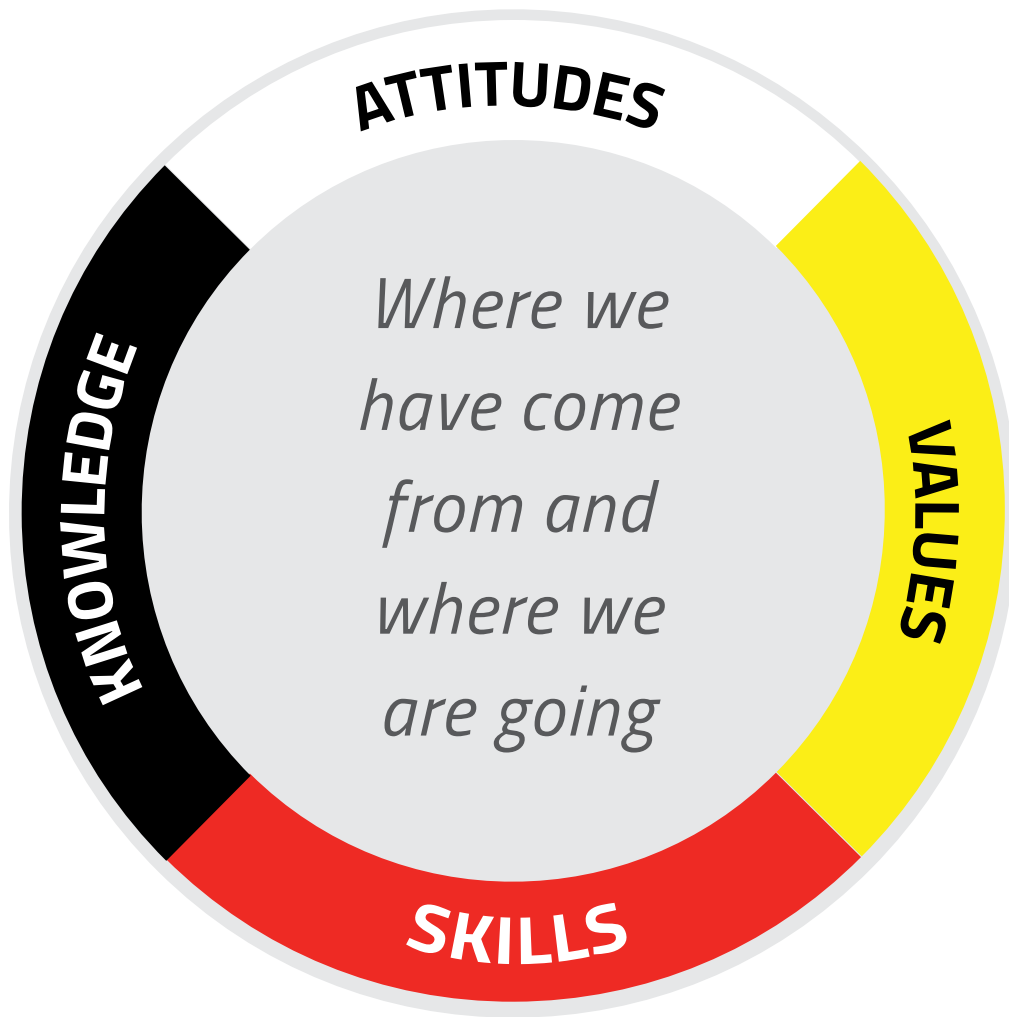 ATTITUDES
KNOWLEDGE
Where we
have come
from and
where we
are going
VALUES
SKILLS